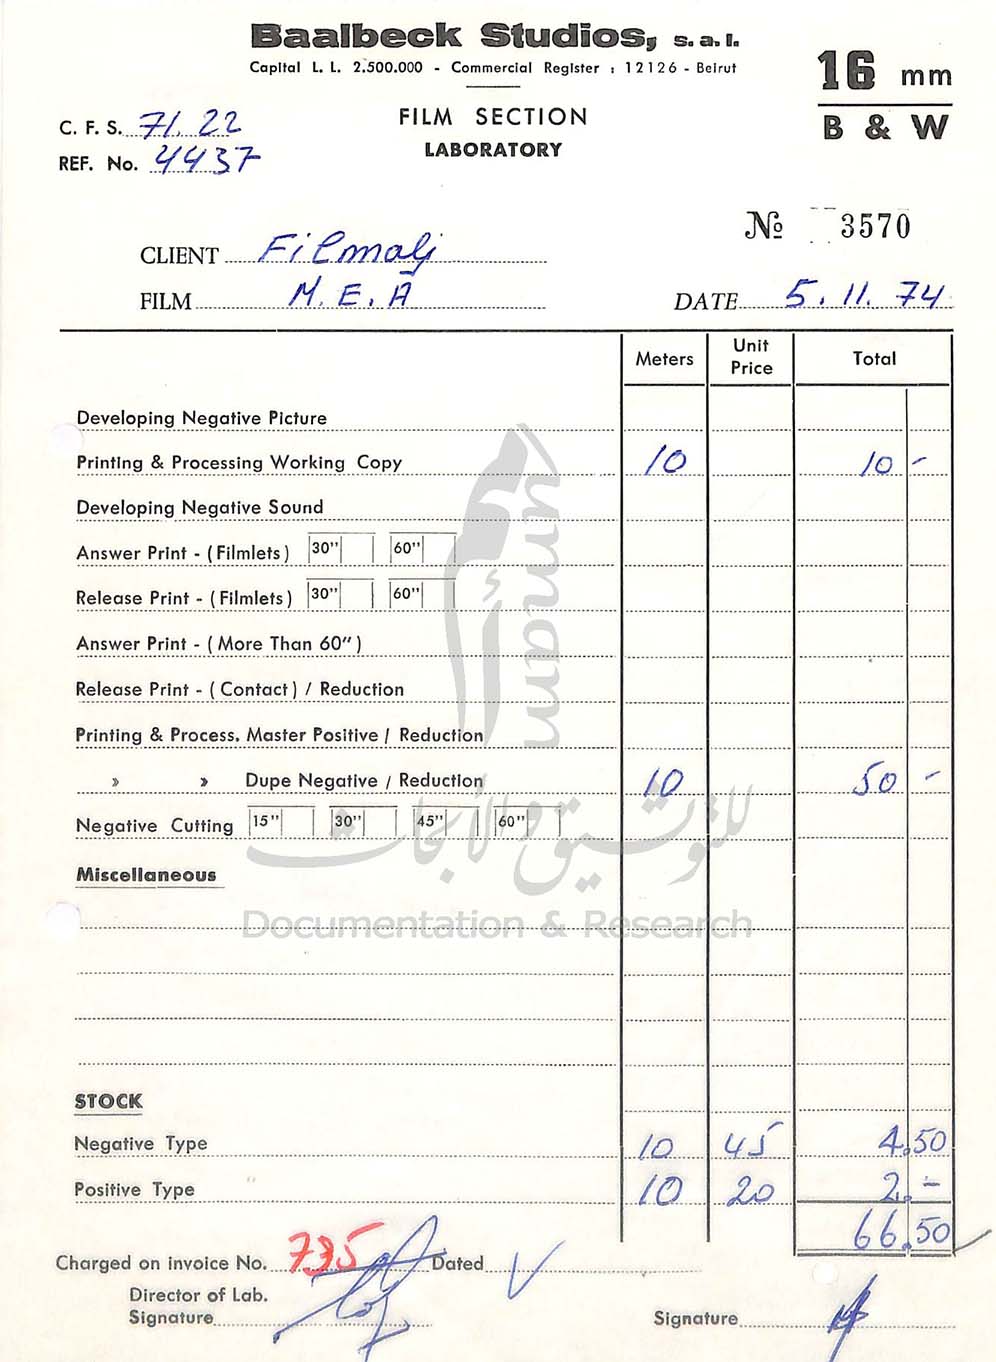 Baalbeck Studios, s.a.l.
Capital L. L. 2.500.000 - Commercial Register : 12126 - Beirut
16 mm
B & W
C. F. S. 71.22
FILM SECTION
LABORATORY
REF. No. 4437
№ 3570
CLIENT Filmalj
FILM M.E.A
DATE 5.11.74
Meters Unit Price Total
Developing Negative Picture
Printing & Processing Working Copy 10 10 -
Developing Negative Sound
Answer Print - (Filmlets) 30" 60"
Release Print - (Filmlets) 30" 60"
Answer Print - (More Than 60")
Release Print - (Contact) / Reduction
Printing & Process. Master Positive / Reduction
» » Dupe Negative / Reduction 10 50 -
Negative Cutting 15" 30" 45" 60"
Miscellaneous
umam
أمم
للتوثيق والأبحاث
Documentation & Research
STOCK
Negative Type 10 45 4.50
Positive Type 10 20 2.-
66.50
Charged on invoice No. 735 Dated
Director of Lab.
Signature
Signature